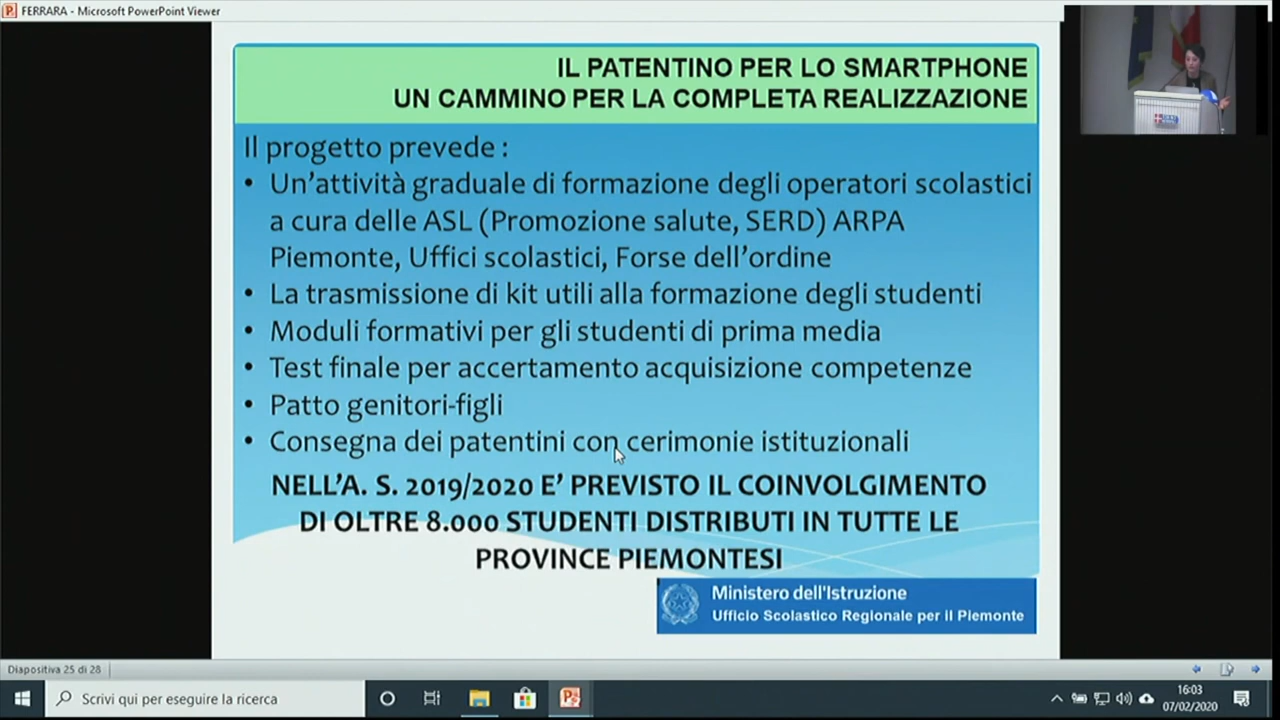 FERRARA - Microsoft PowerPoint Viewer
IL PATENTINO PER LO SMARTPHONE
UN CAMMINO PER LA COMPLETA REALIZZAZIONE
Il progetto prevede :
• Un'attività graduale di formazione degli operatori scolastici
a cura delle ASL (Promozione salute, SERD) ARPA
Piemonte, Uffici scolastici, Forse dell'ordine
• La trasmissione di kit utili alla formazione degli studenti
• Moduli formativi per gli studenti di prima media
• Test finale per accertamento acquisizione competenze
• Patto genitori-figli
• Consegna dei patentini con cerimonie istituzionali
NELL'A. S. 2019/2020 E' PREVISTO IL COINVOLGIMENTO
DI OLTRE 8.000 STUDENTI DISTRIBUTI IN TUTTE LE
PROVINCE PIEMONTESI
Ministero dell'Istruzione
Ufficio Scolastico Regionale per il Piemonte
Diapositiva 25 di 28
Scrivi qui per eseguire la ricerca
16:03
07/02/2020